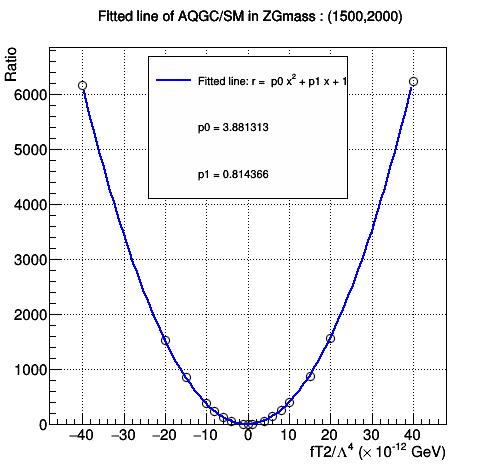 FItted line of AQGC/SM in ZGmass : (1500,2000)
Ratio
Fitted line: r = p0 x² + p1 x + 1
p0 = 3.881313
p1 = 0.814366
6000
5000
4000
3000
2000
1000
0
−40 −30 −20 −10 0 10 20 30 40
fT2/Λ⁴ (× 10⁻¹² GeV)